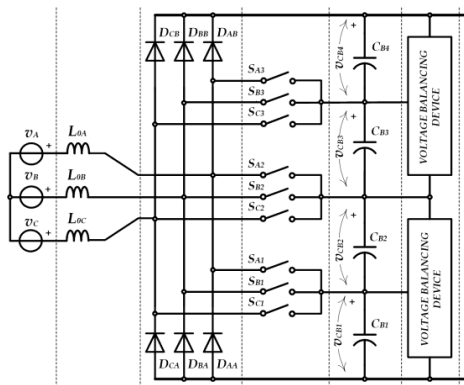 D_CB D_BB D_AB
v_CB4 + C_B4
S_A3
S_B3
S_C3
VOLTAGE BALANCING DEVICE
v_A + L_0A
v_CB3 + C_B3
S_A2
v_B + L_0B
S_B2
v_C + L_0C
S_C2
v_CB2 + C_B2
S_A1
S_B1
S_C1
VOLTAGE BALANCING DEVICE
v_CB1 + C_B1
D_CA D_BA D_AA